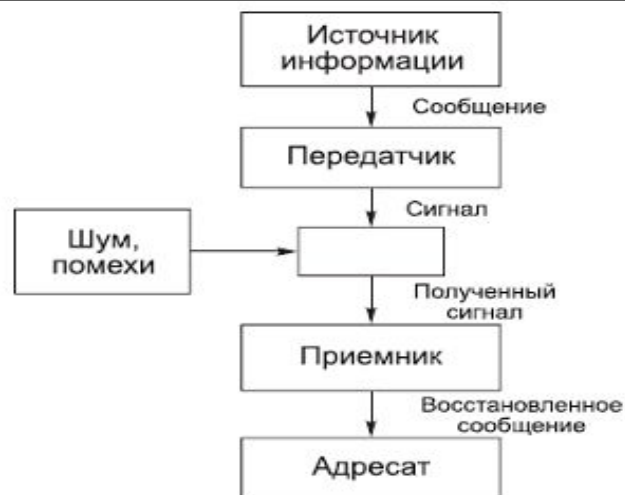 Источник
информации
Сообщение
Передатчик
Сигнал
Шум,
помехи
Полученный
сигнал
Приемник
Восстановленное
сообщение
Адресат